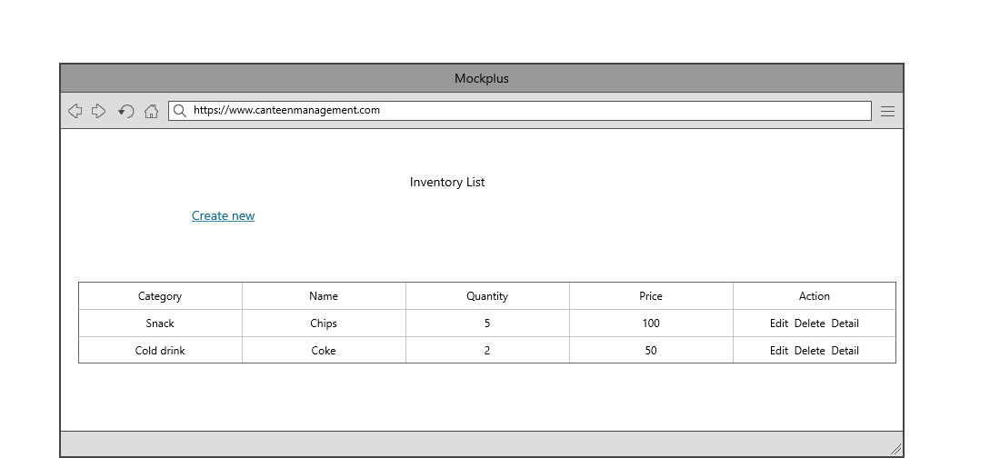 Mockplus
https://www.canteenmanagement.com
Inventory List
Create new
Category Name Quantity Price Action
Snack Chips 5 100 Edit Delete Detail
Cold drink Coke 2 50 Edit Delete Detail